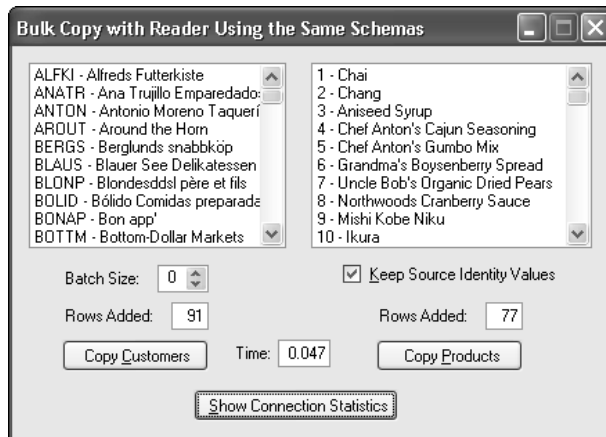 Bulk Copy with Reader Using the Same Schemas
ALFKI - Alfreds Futterkiste
ANATR - Ana Trujillo Emparedados
ANTON - Antonio Moreno Taquerí
AROUT - Around the Horn
BERGS - Berglunds snabbköp
BLAUS - Blauer See Delikatessen
BLONP - Blondesddsl père et fils
BOLID - Bólido Comidas preparada
BONAP - Bon app'
BOTTM - Bottom-Dollar Markets
1 - Chai
2 - Chang
3 - Aniseed Syrup
4 - Chef Anton's Cajun Seasoning
5 - Chef Anton's Gumbo Mix
6 - Grandma's Boysenberry Spread
7 - Uncle Bob's Organic Dried Pears
8 - Northwoods Cranberry Sauce
9 - Mishi Kobe Niku
10 - Ikura
Batch Size: 0
Keep Source Identity Values
Rows Added: 91
Rows Added: 77
Copy Customers
Time: 0.047
Copy Products
Show Connection Statistics